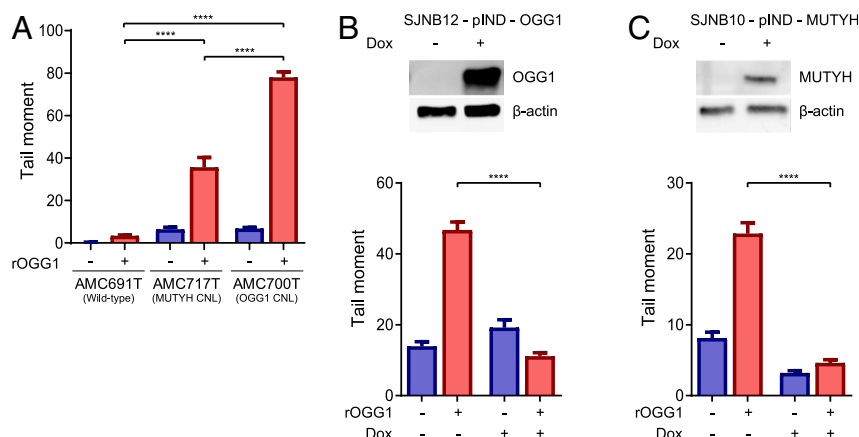 A
****
****
****
Tail moment
100
80
60
40
20
0
rOGG1 - + - + - +
AMC691T AMC717T AMC700T
(Wild-type) (MUTYH CNL) (OGG1 CNL)
B
SJNB12 - pIND - OGG1
Dox - +
OGG1
β-actin
****
Tail moment
60
40
20
0
rOGG1 - + - +
Dox + +
C
SJNB10 - pIND - MUTYH
Dox - +
MUTYH
β-actin
****
Tail moment
30
20
10
0
rOGG1 - + - +
Dox + +